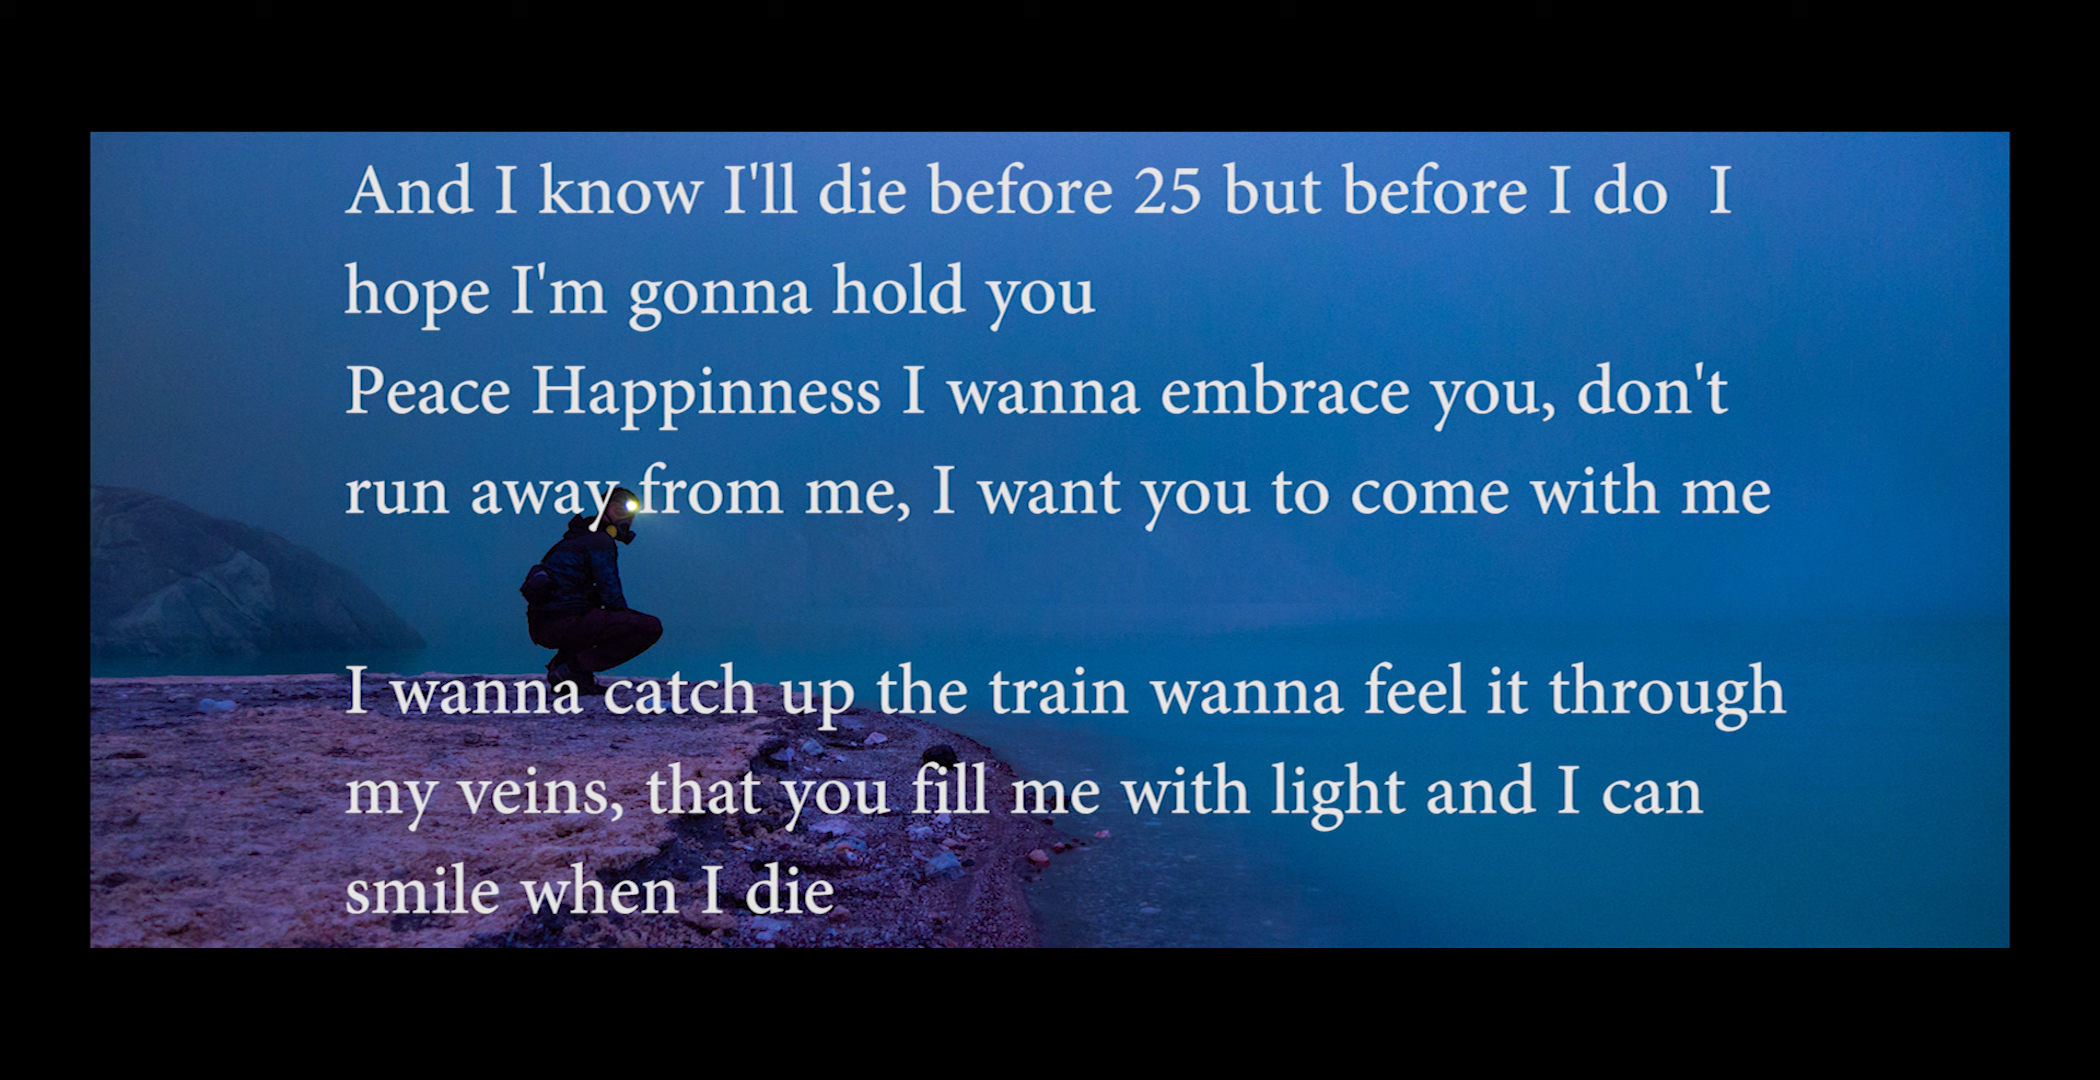 And I know I'll die before 25 but before I do  I
hope I'm gonna hold you
Peace Happinness I wanna embrace you, don't
run away from me, I want you to come with me
I wanna catch up the train wanna feel it through
my veins, that you fill me with light and I can
smile when I die